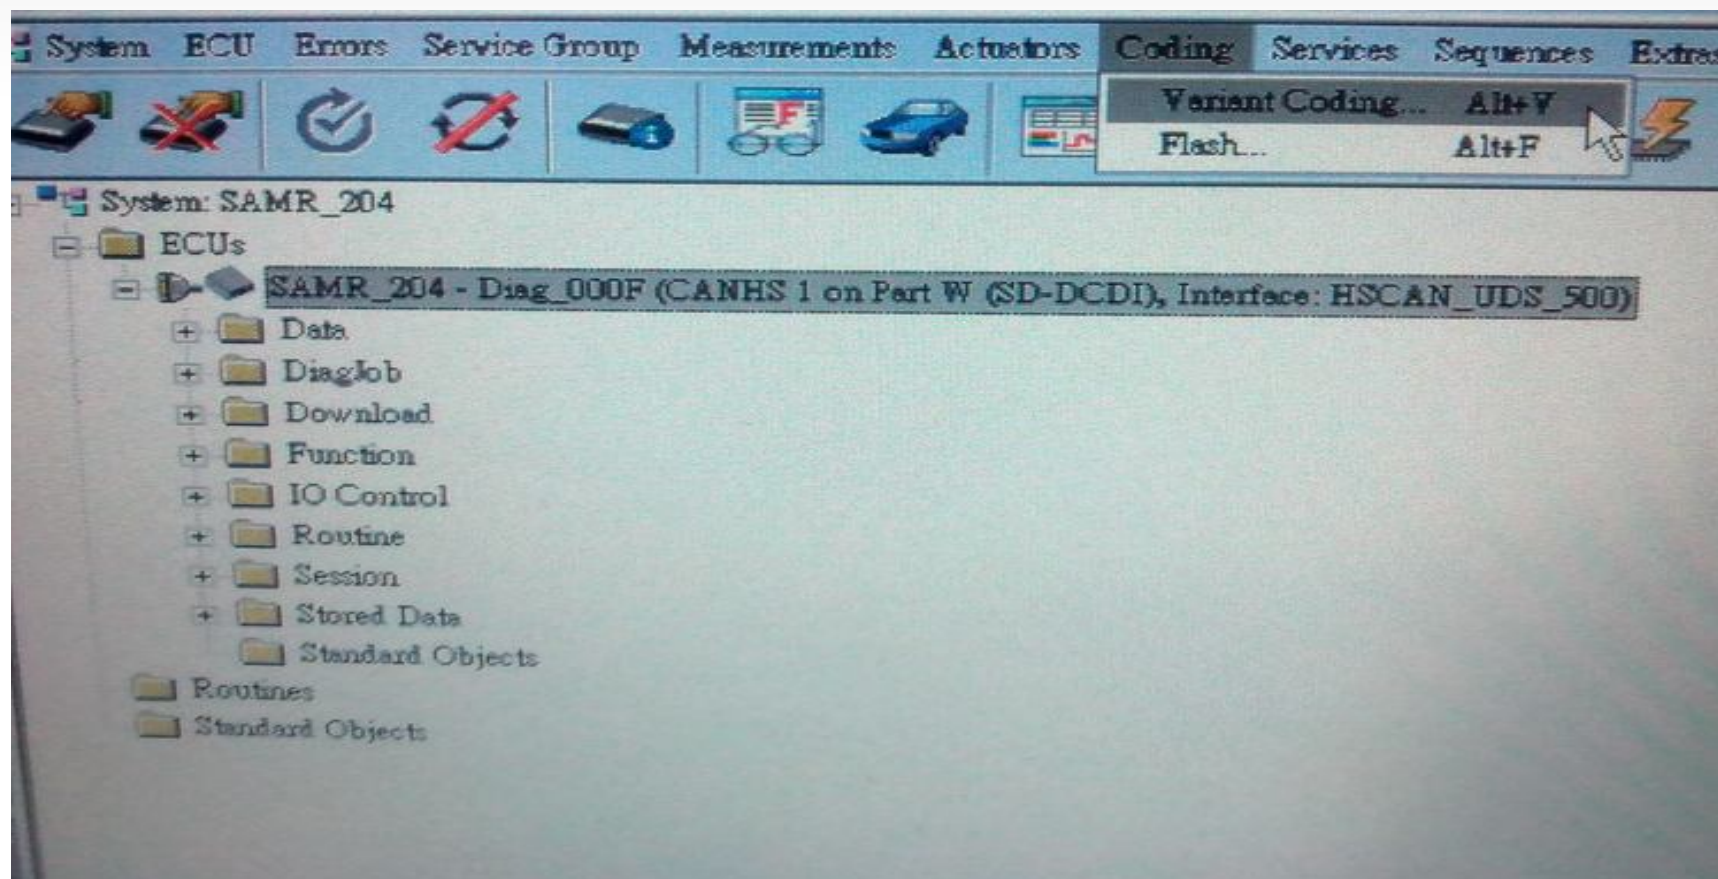 System ECU Errors Service Group Measurements Actuators Coding Services Sequences Extras
Variant Coding... Alt+V
Flash... Alt+F
F
System: SAMR_204
ECUs
SAMR_204 - Diag_000F (CANHS 1 on Part W (SD-DCDI), Interface: HSCAN_UDS_500)
Data
DiagJob
Download
Function
IO Control
Routine
Session
Stored Data
Standard Objects
Routines
Standard Objects